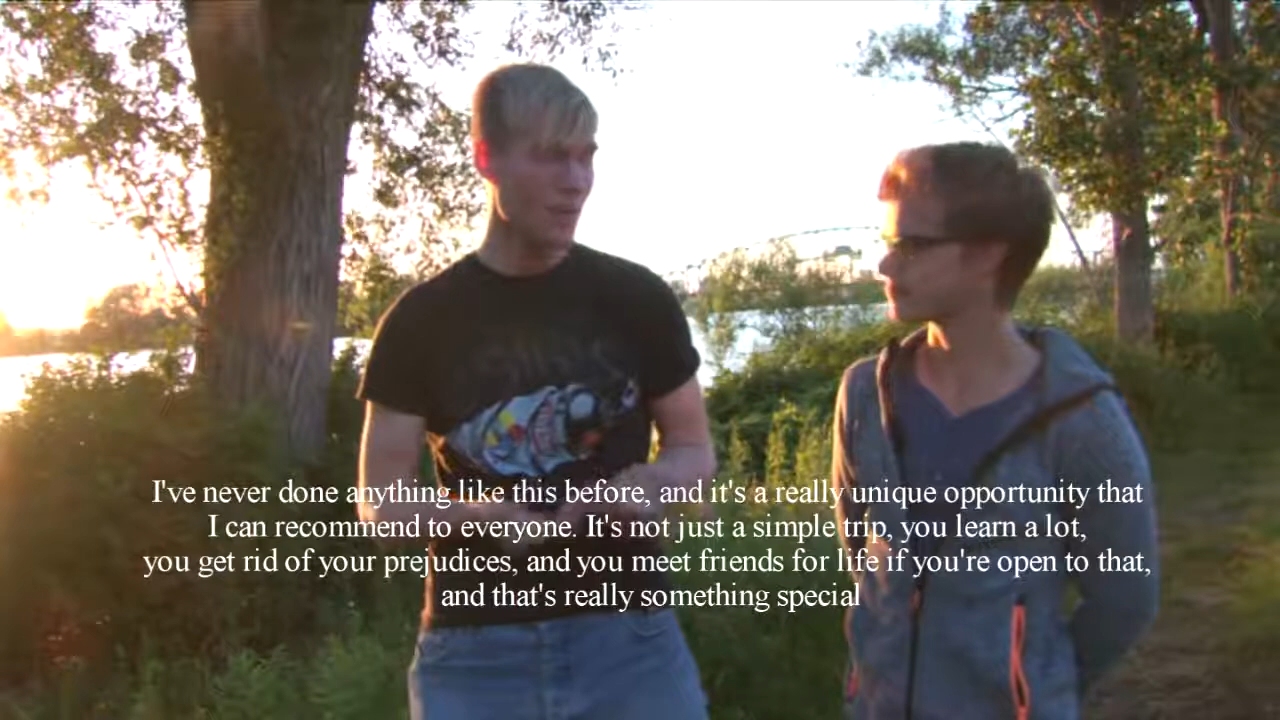 I've never done anything like this before, and it's a really unique opportunity that
I can recommend to everyone. It's not just a simple trip, you learn a lot,
you get rid of your prejudices, and you meet friends for life if you're open to that,
and that's really something special